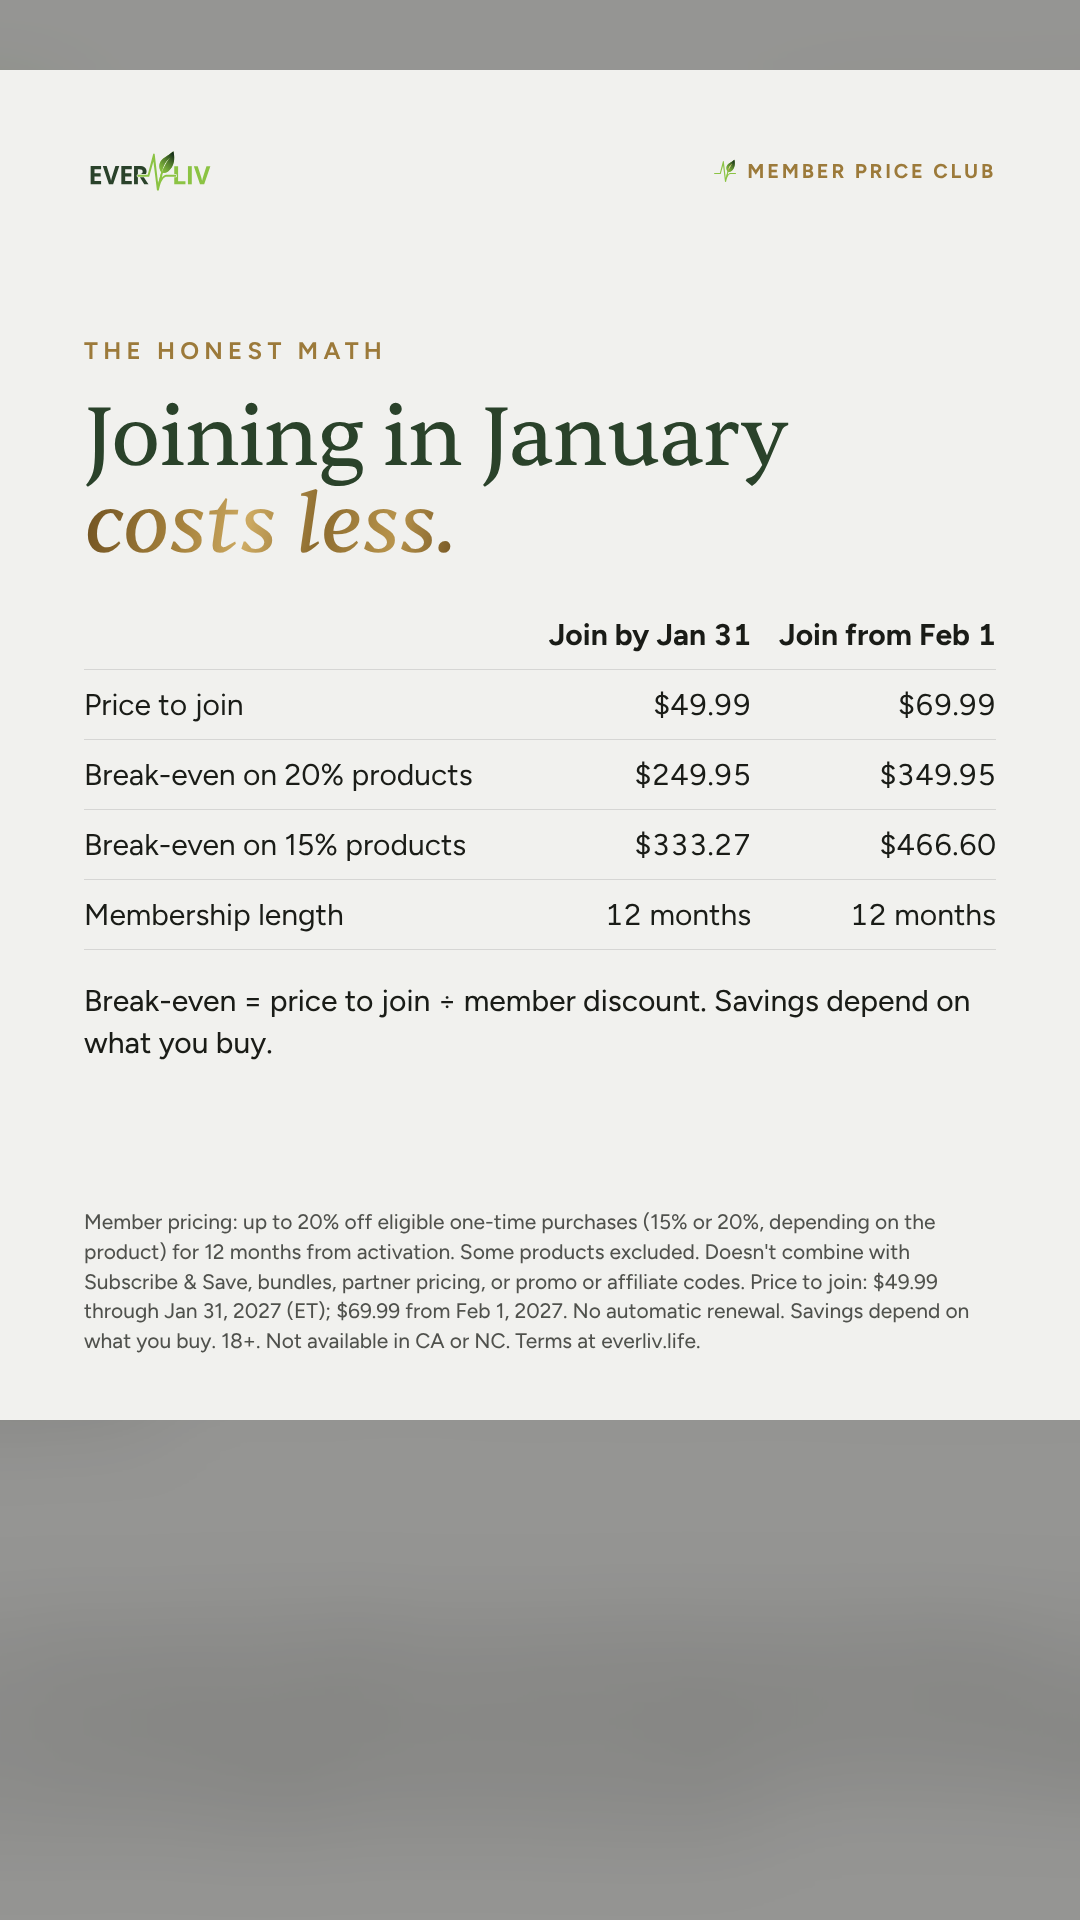 EVER LIV
MEMBER PRICE CLUB
THE HONEST MATH
Joining in January
costs less.
Join by Jan 31 Join from Feb 1
Price to join $49.99 $69.99
Break-even on 20% products $249.95 $349.95
Break-even on 15% products $333.27 $466.60
Membership length 12 months 12 months
Break-even = price to join ÷ member discount. Savings depend on
what you buy.
Member pricing: up to 20% off eligible one-time purchases (15% or 20%, depending on the
product) for 12 months from activation. Some products excluded. Doesn't combine with
Subscribe & Save, bundles, partner pricing, or promo or affiliate codes. Price to join: $49.99
through Jan 31, 2027 (ET); $69.99 from Feb 1, 2027. No automatic renewal. Savings depend on
what you buy. 18+. Not available in CA or NC. Terms at everliv.life.